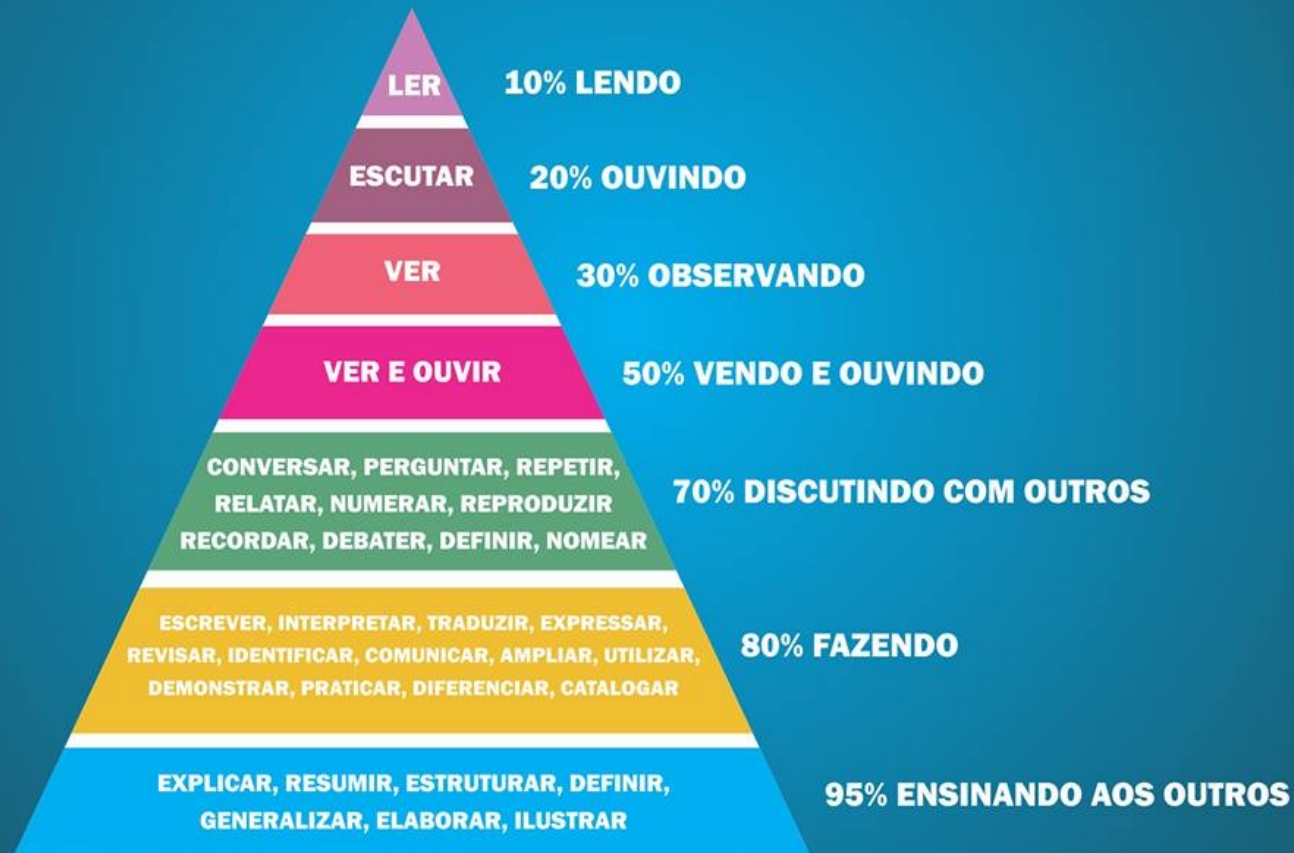 LER
10% LENDO
ESCUTAR
20% OUVINDO
VER
30% OBSERVANDO
VER E OUVIR
50% VENDO E OUVINDO
CONVERSAR, PERGUNTAR, REPETIR,
RELATAR, NUMERAR, REPRODUZIR
RECORDAR, DEBATER, DEFINIR, NOMEAR
70% DISCUTINDO COM OUTROS
ESCREVER, INTERPRETAR, TRADUZIR, EXPRESSAR,
REVISAR, IDENTIFICAR, COMUNICAR, AMPLIAR, UTILIZAR,
DEMONSTRAR, PRATICAR, DIFERENCIAR, CATALOGAR
80% FAZENDO
EXPLICAR, RESUMIR, ESTRUTURAR, DEFINIR,
GENERALIZAR, ELABORAR, ILUSTRAR
95% ENSINANDO AOS OUTROS